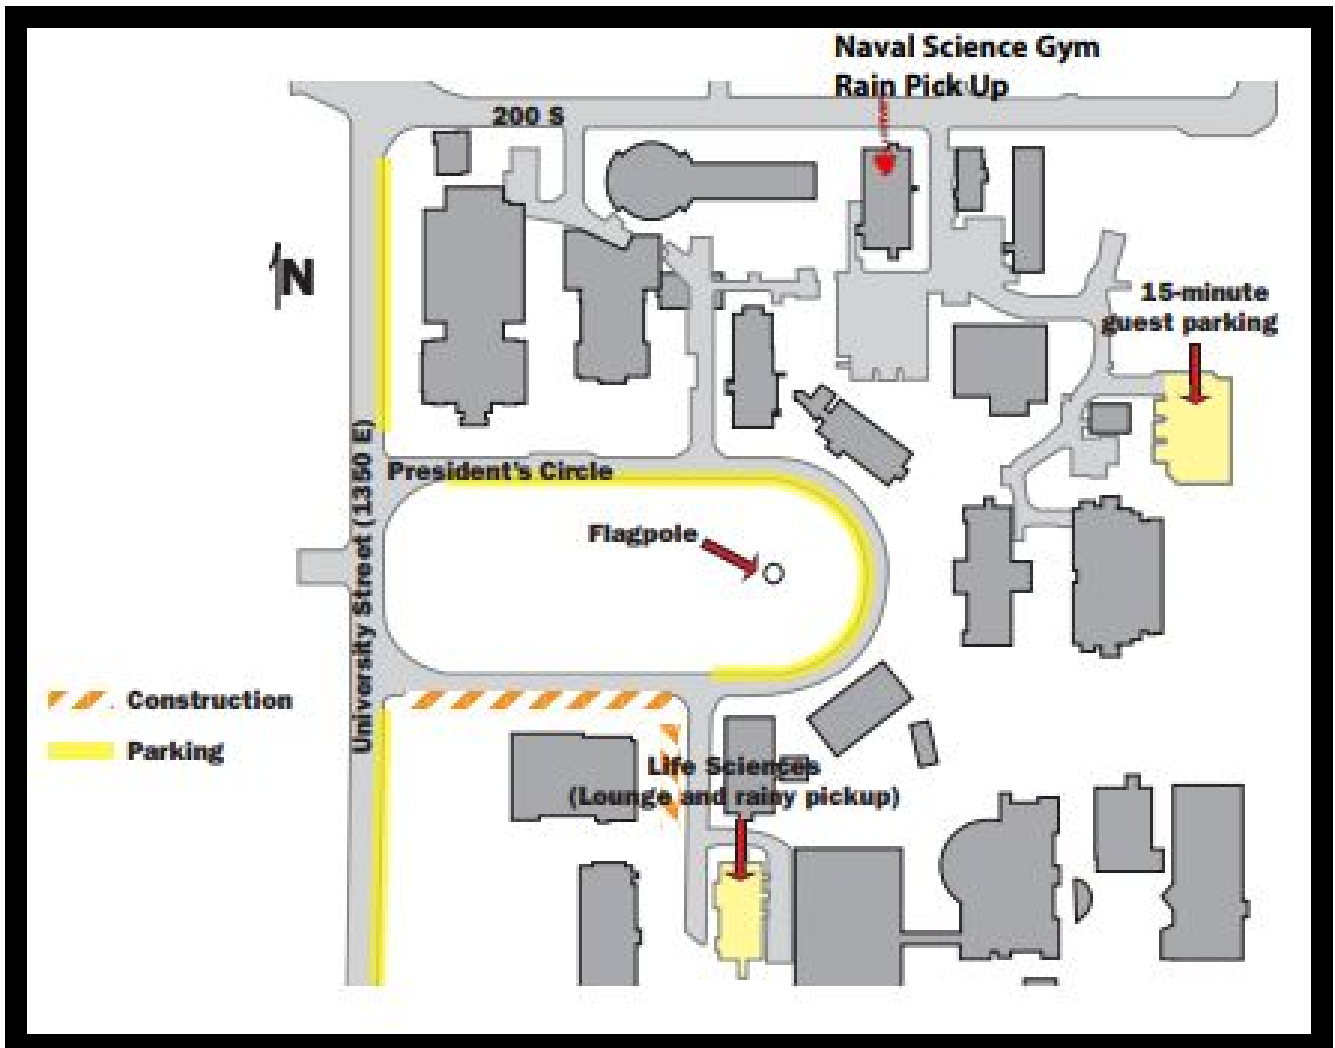 Naval Science Gym
Rain Pick Up
200 S
N
15-minute
guest parking
University Street (1350 E)
President's Circle
Flagpole
Construction
Parking
Life Sciences
(Lounge and rainy pickup)